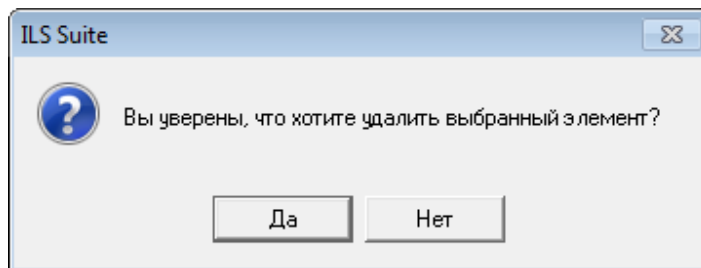 ILS Suite
Вы уверены, что хотите удалить выбранный элемент?
Да Нет